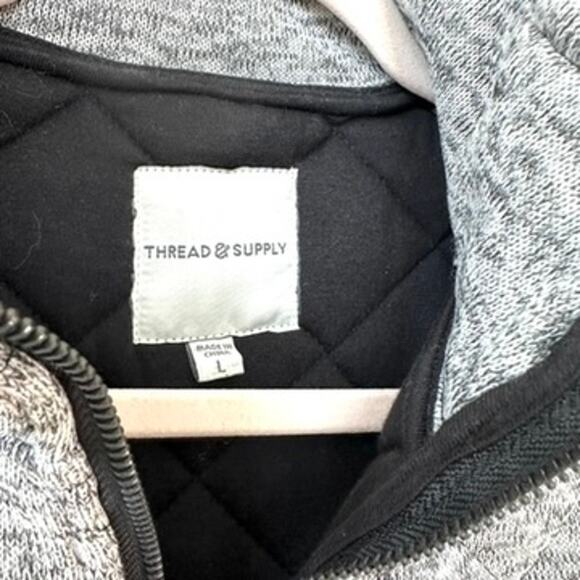 THREAD & SUPPLY
MADE IN
CHINA
L